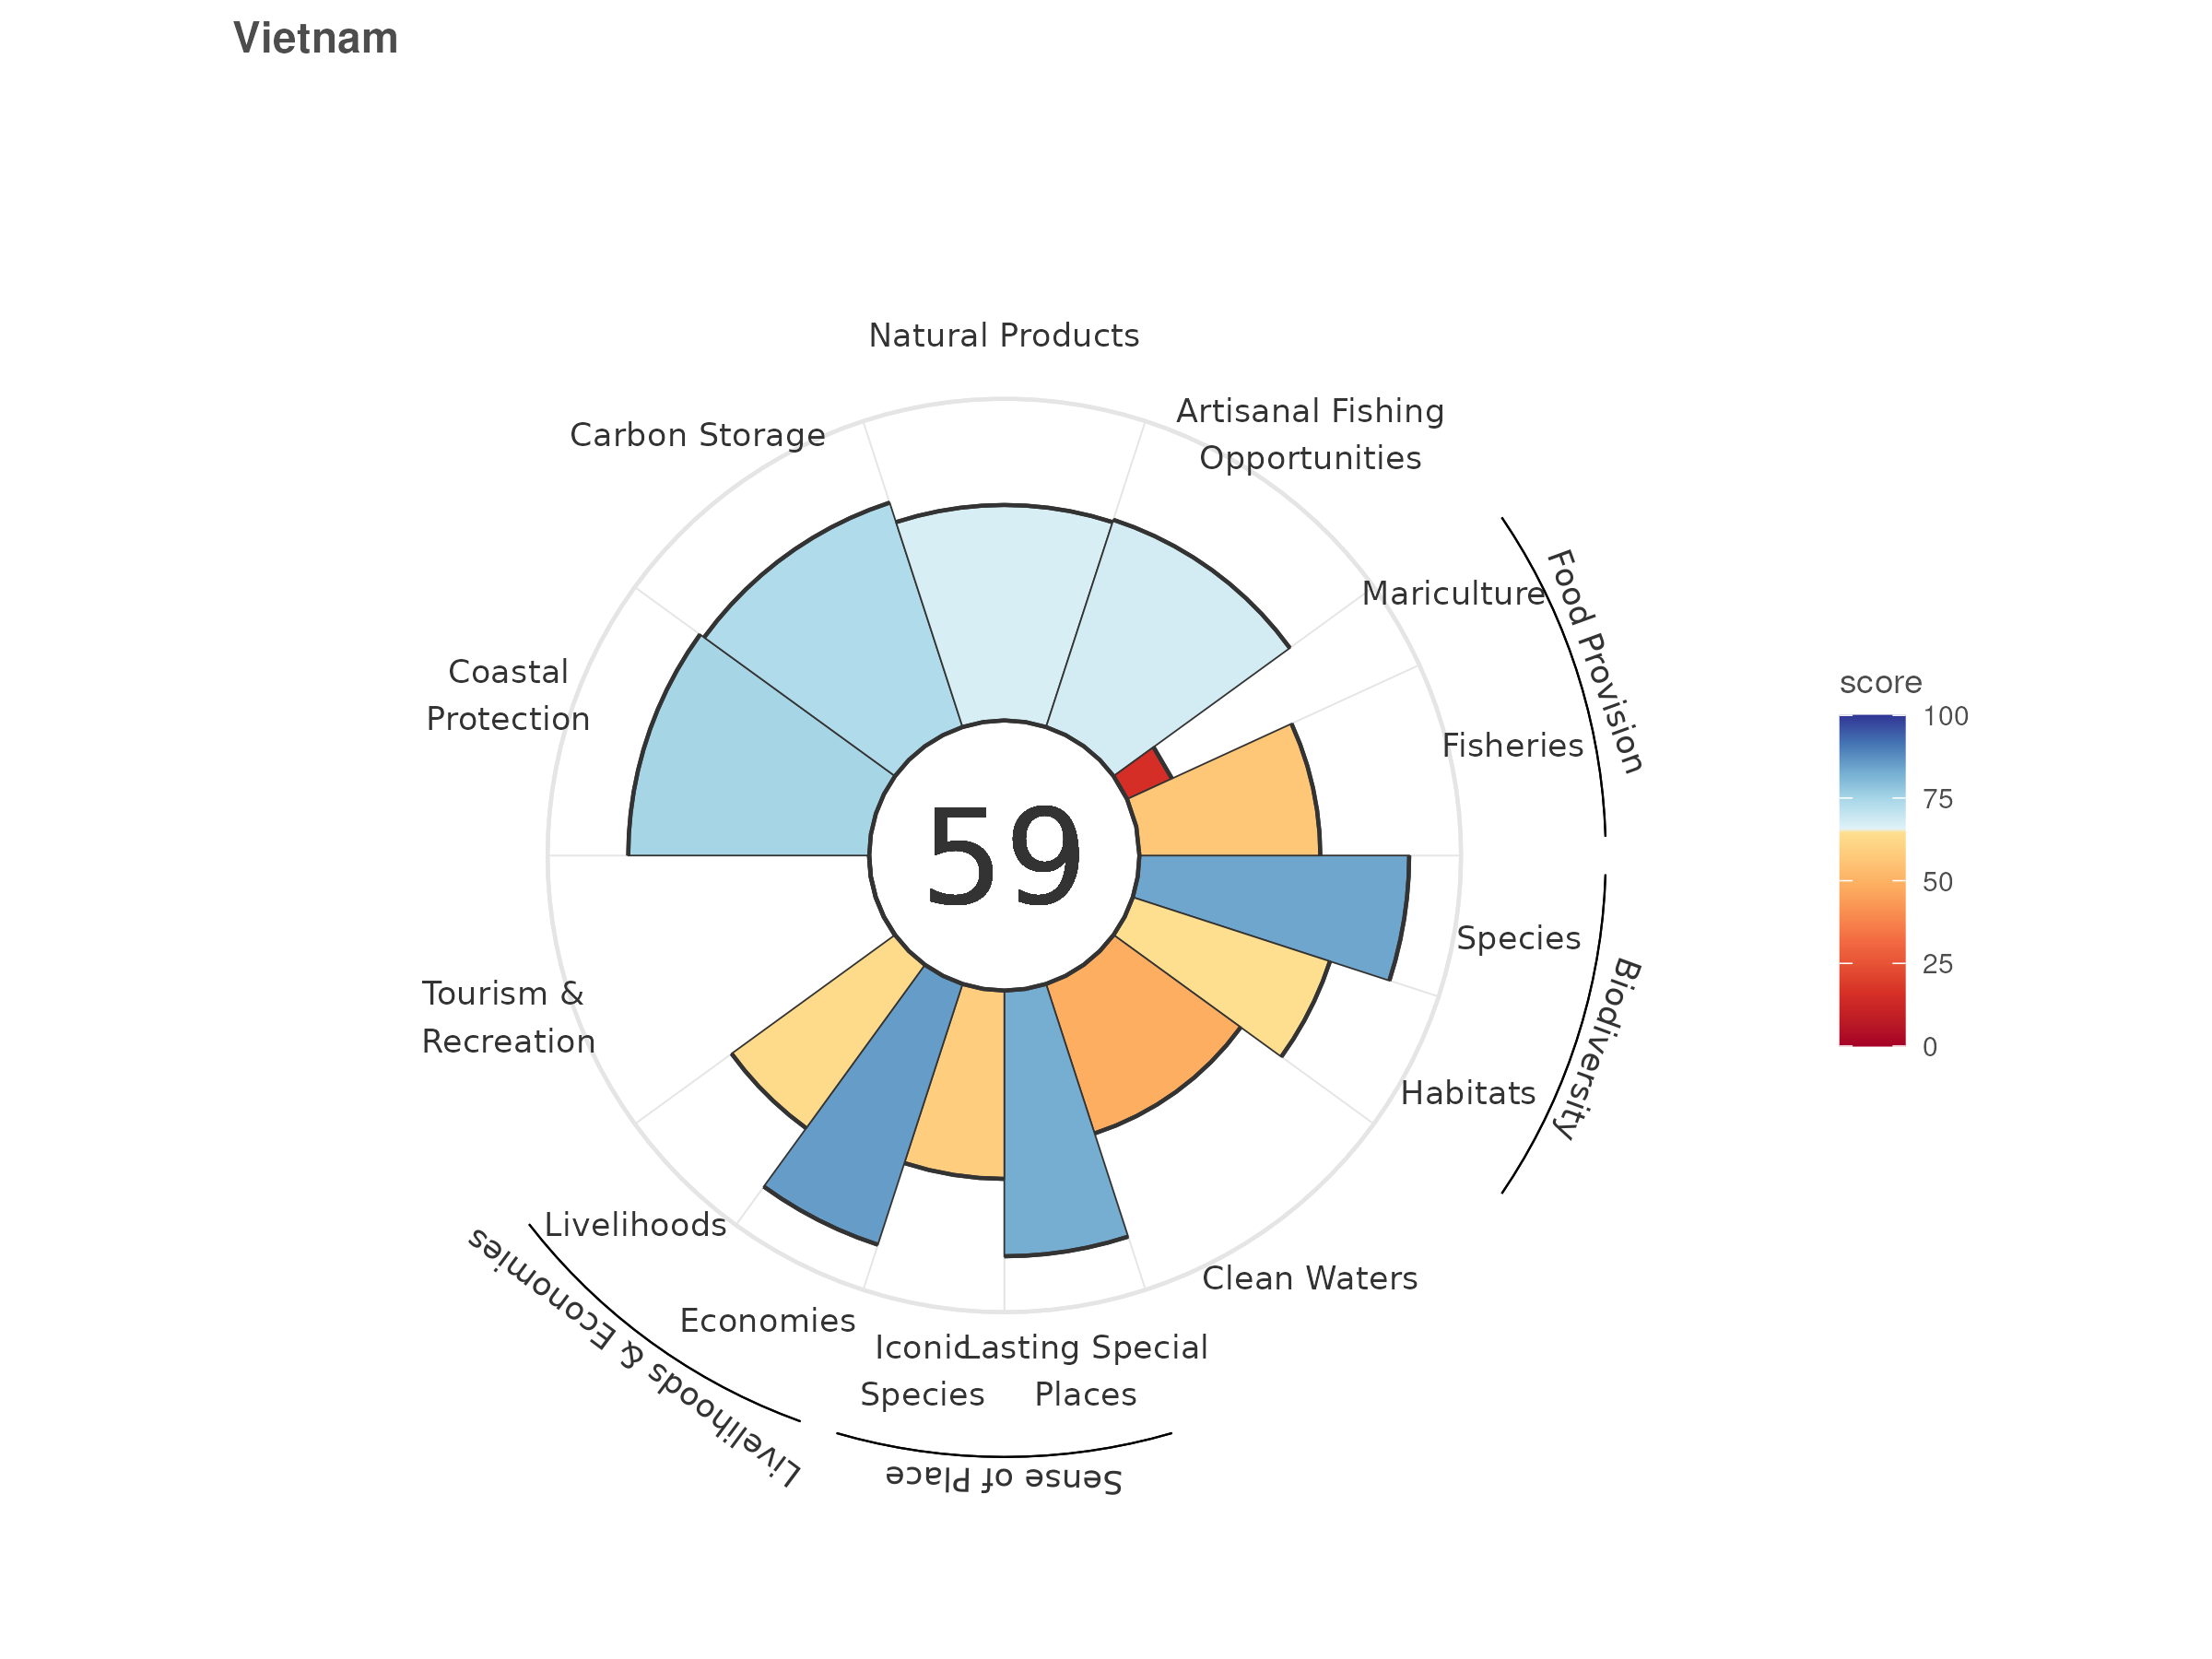 Vietnam
Natural Products
Artisanal Fishing
Opportunities
Carbon Storage
Mariculture
Food Provision
Coastal
Protection
Fisheries
score
100
75
50
25
0
59
Species
Biodiversity
Tourism &
Recreation
Habitats
Livelihoods
Clean Waters
Economies
Iconic
Species
Lasting Special
Places
Livelihoods & Economies
Sense of Place